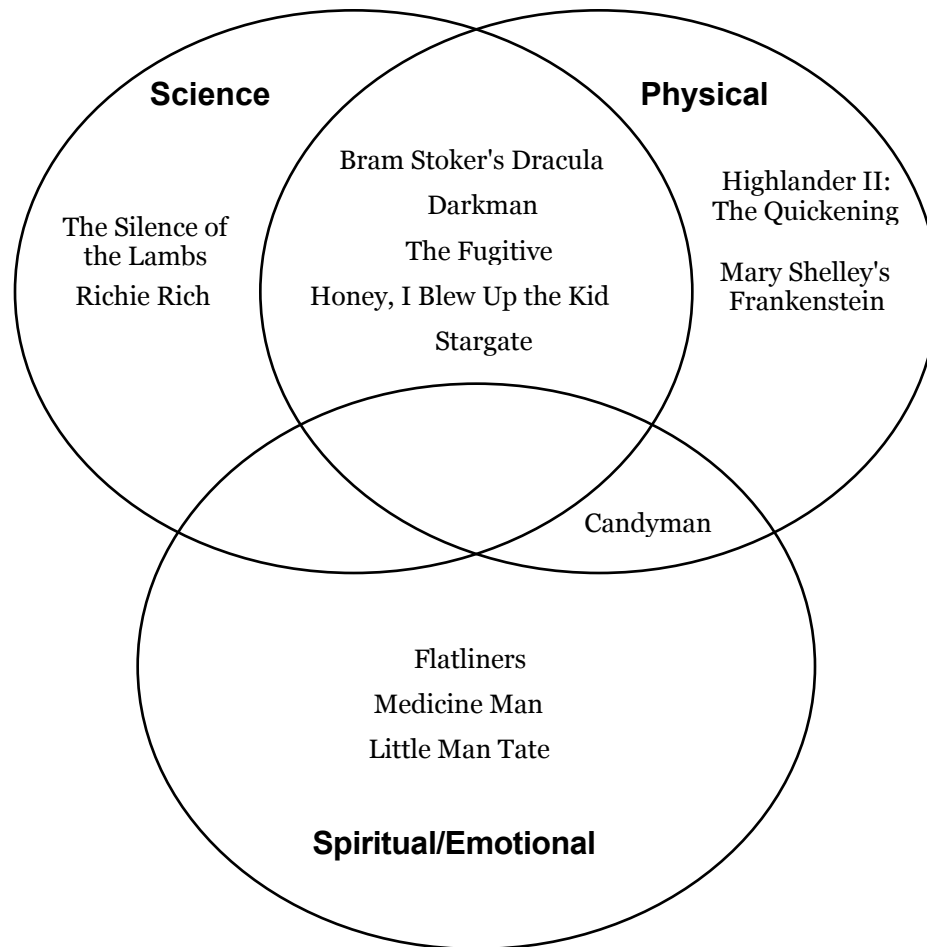 Science
Physical
Bram Stoker's Dracula
Darkman
The Fugitive
Honey, I Blew Up the Kid
Stargate
The Silence of
the Lambs
Richie Rich
Highlander II:
The Quickening
Mary Shelley's
Frankenstein
Candyman
Flatliners
Medicine Man
Little Man Tate
Spiritual/Emotional